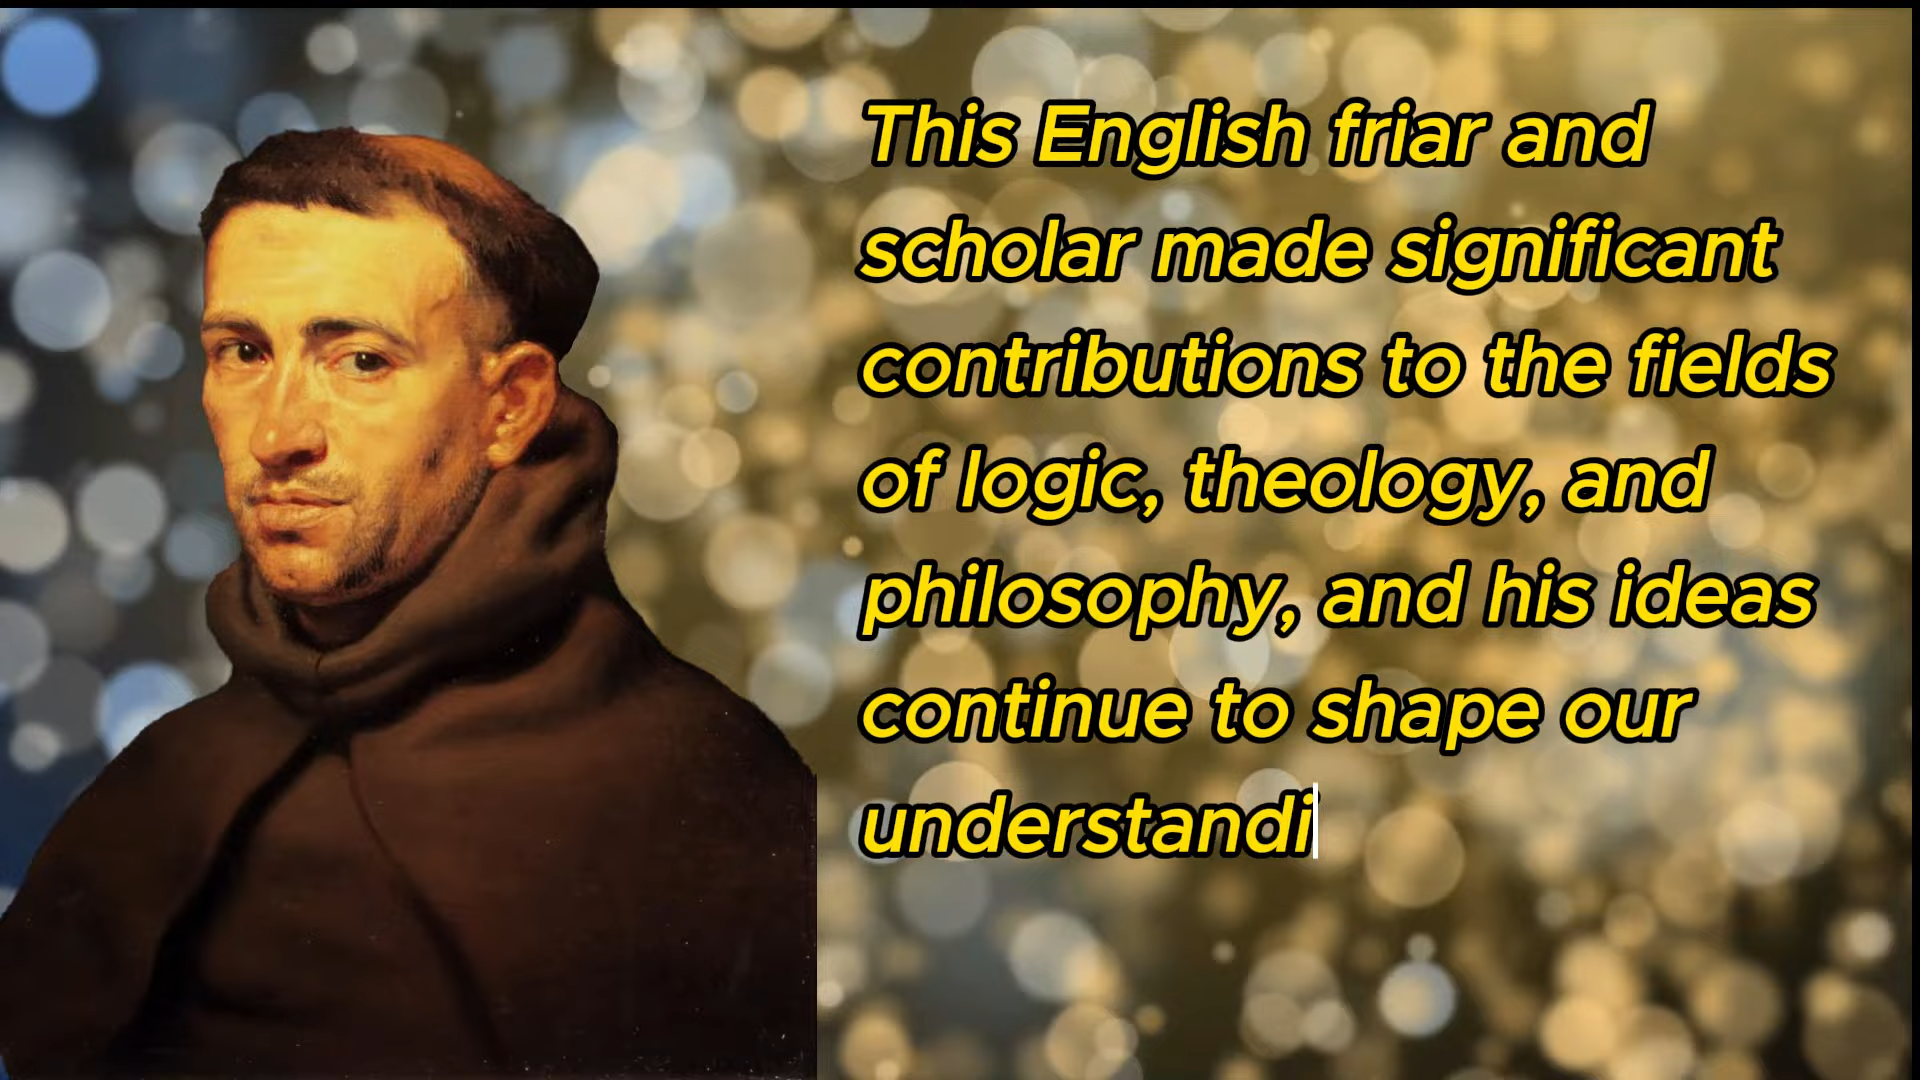 This English friar and
scholar made significant
contributions to the fields
of logic, theology, and
philosophy, and his ideas
continue to shape our
understandi